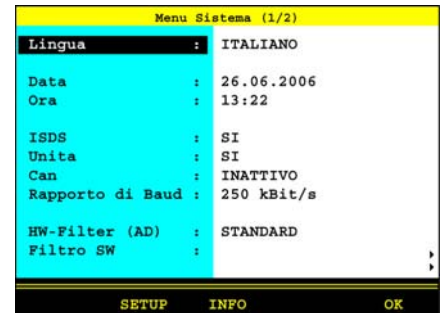 Menu Sistema (1/2)
Lingua : ITALIANO
Data : 26.06.2006
Ora : 13:22
ISDS : SI
Unita : SI
Can : INATTIVO
Rapporto di Baud : 250 kBit/s
HW-Filter (AD) : STANDARD
Filtro SW :
SETUP INFO OK